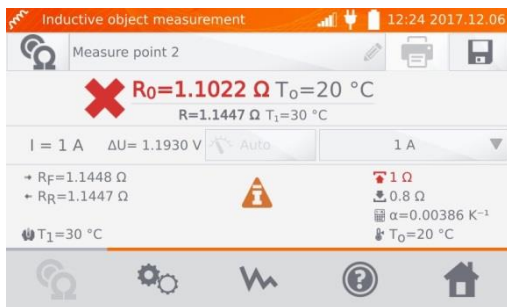 Inductive object measurement 12:24 2017.12.06
Measure point 2
R₀=1.1022 Ω T₀=20 °C
R=1.1447 Ω T₁=30 °C
I = 1 A ΔU= 1.1930 V Auto 1 A
RF=1.1448 Ω 1 Ω
RR=1.1447 Ω 0.8 Ω
α=0.00386 K⁻¹
T₁=30 °C T₀=20 °C